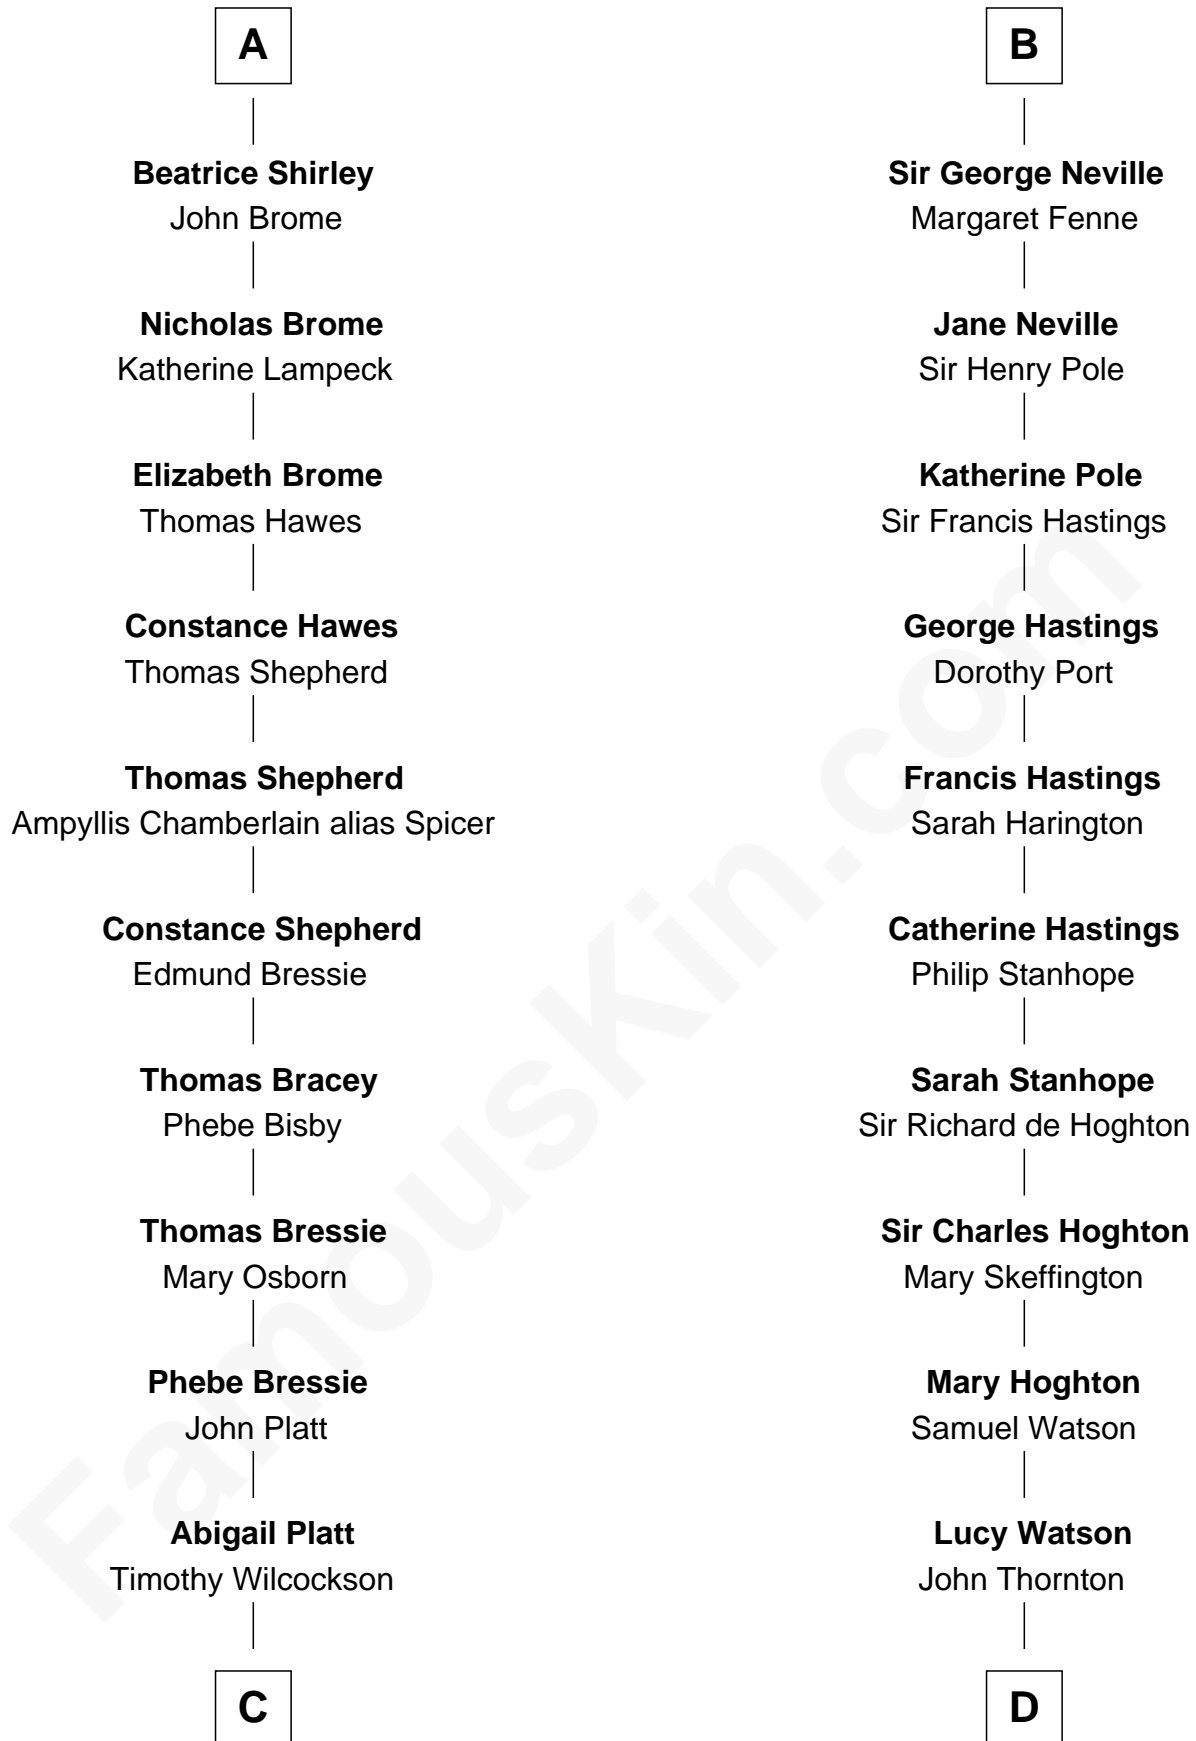 A
Beatrice Shirley
John Brome
Nicholas Brome
Katherine Lampeck
Elizabeth Brome
Thomas Hawes
Constance Hawes
Thomas Shepherd
Thomas Shepherd
Ampyllis Chamberlain alias Spicer
Constance Shepherd
Edmund Bressie
Thomas Bracey
Phebe Bisby
Thomas Bressie
Mary Osborn
Phebe Bressie
John Platt
Abigail Platt
Timothy Wilcockson
C
B
Sir George Neville
Margaret Fenne
Jane Neville
Sir Henry Pole
Katherine Pole
Sir Francis Hastings
George Hastings
Dorothy Port
Francis Hastings
Sarah Harington
Catherine Hastings
Philip Stanhope
Sarah Stanhope
Sir Richard de Hoghton
Sir Charles Hoghton
Mary Skeffington
Mary Hoghton
Samuel Watson
Lucy Watson
John Thornton
D
FamousKin.com